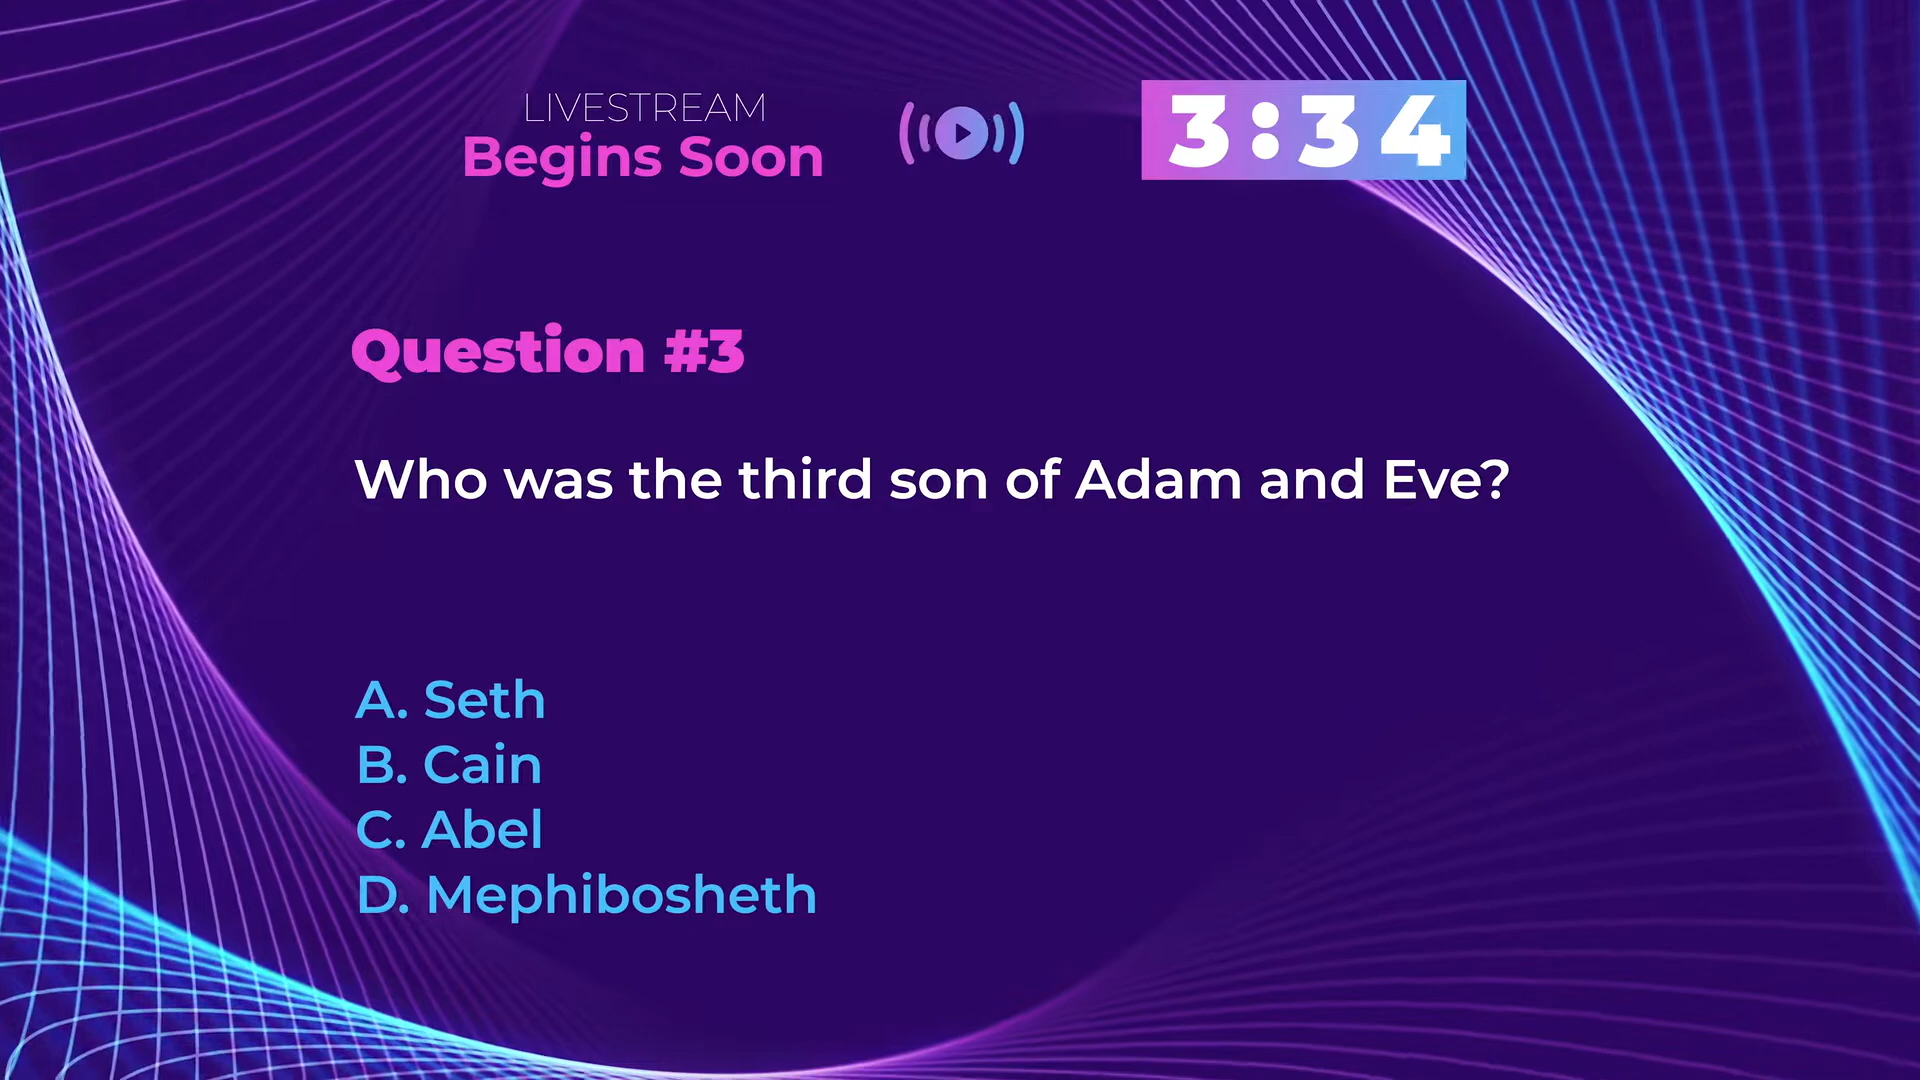 LIVESTREAM
Begins Soon
3:34
Question #3
Who was the third son of Adam and Eve?
A. Seth
B. Cain
C. Abel
D. Mephibosheth